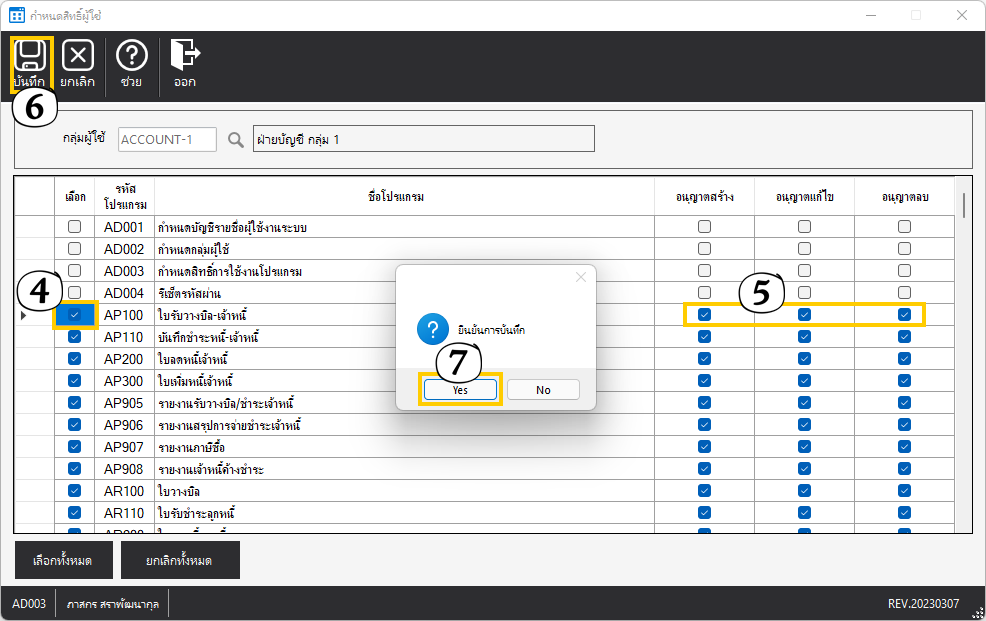 กำหนดสิทธิ์ผู้ใช้
บันทึก ยกเลิก ช่วย ออก
6
กลุ่มผู้ใช้ ACCOUNT-1 ฝ่ายบัญชี กลุ่ม 1
เลือก รหัสโปรแกรม ชื่อโปรแกรม อนุญาตสร้าง อนุญาตแก้ไข อนุญาตลบ
AD001 กำหนดบัญชีรายชื่อผู้ใช้งานระบบ
AD002 กำหนดกลุ่มผู้ใช้
AD003 กำหนดสิทธิ์การใช้งานโปรแกรม
4 AD004 รีเซ็ตรหัสผ่าน 5
AP100 ใบรับวางบิล-เจ้าหนี้
AP110 บันทึกชำระหนี้-เจ้าหนี้
AP200 ใบลดหนี้เจ้าหนี้
AP300 ใบเพิ่มหนี้เจ้าหนี้
AP905 รายงานรับวางบิล/ชำระเจ้าหนี้
AP906 รายงานสรุปการจ่ายชำระเจ้าหนี้
AP907 รายงานภาษีซื้อ
AP908 รายงานเจ้าหนี้ค้างชำระ
AR100 ใบวางบิล
AR110 ใบรับชำระลูกหนี้
ยืนยันการบันทึก
7
Yes No
เลือกทั้งหมด ยกเลิกทั้งหมด
AD003 ภาสกร สราพัฒนากุล REV.20230307